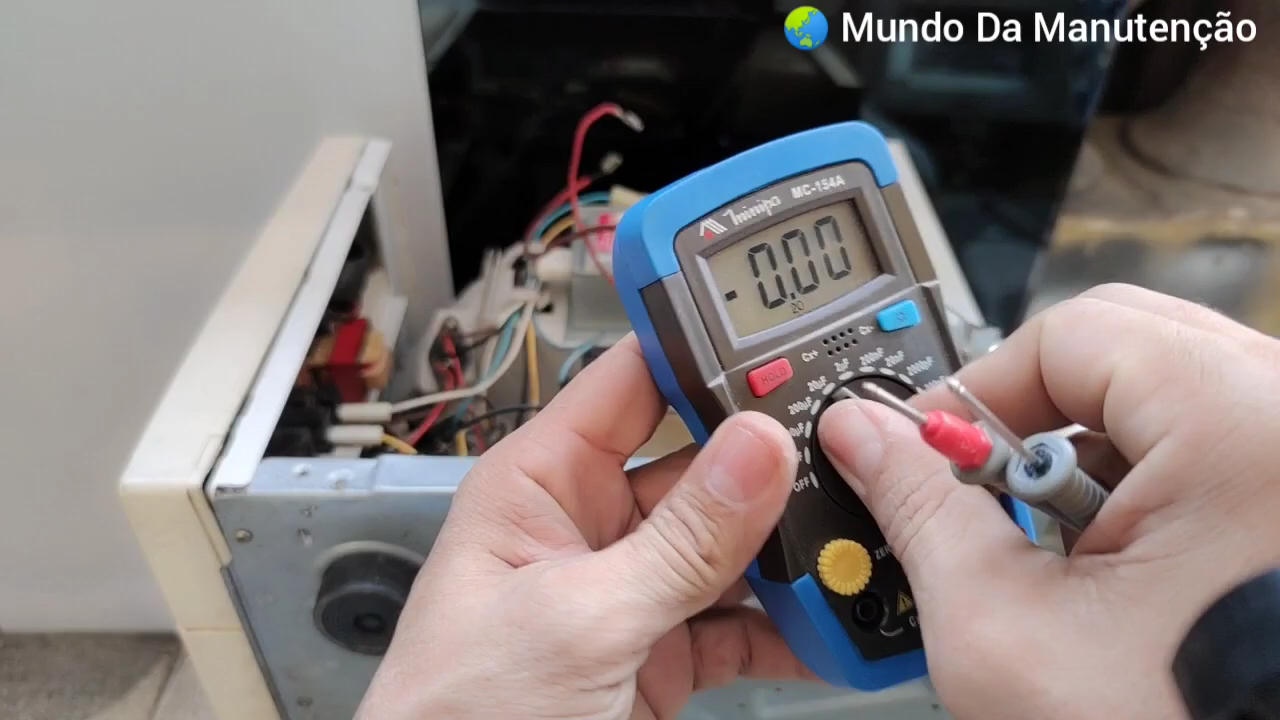 Mundo Da Manutenção
Minipa MC-154A
-0.00
20
Cx+ Cx-
HOLD
2µF 200nF 20nF
20µF 2000pF
200µF
OFF